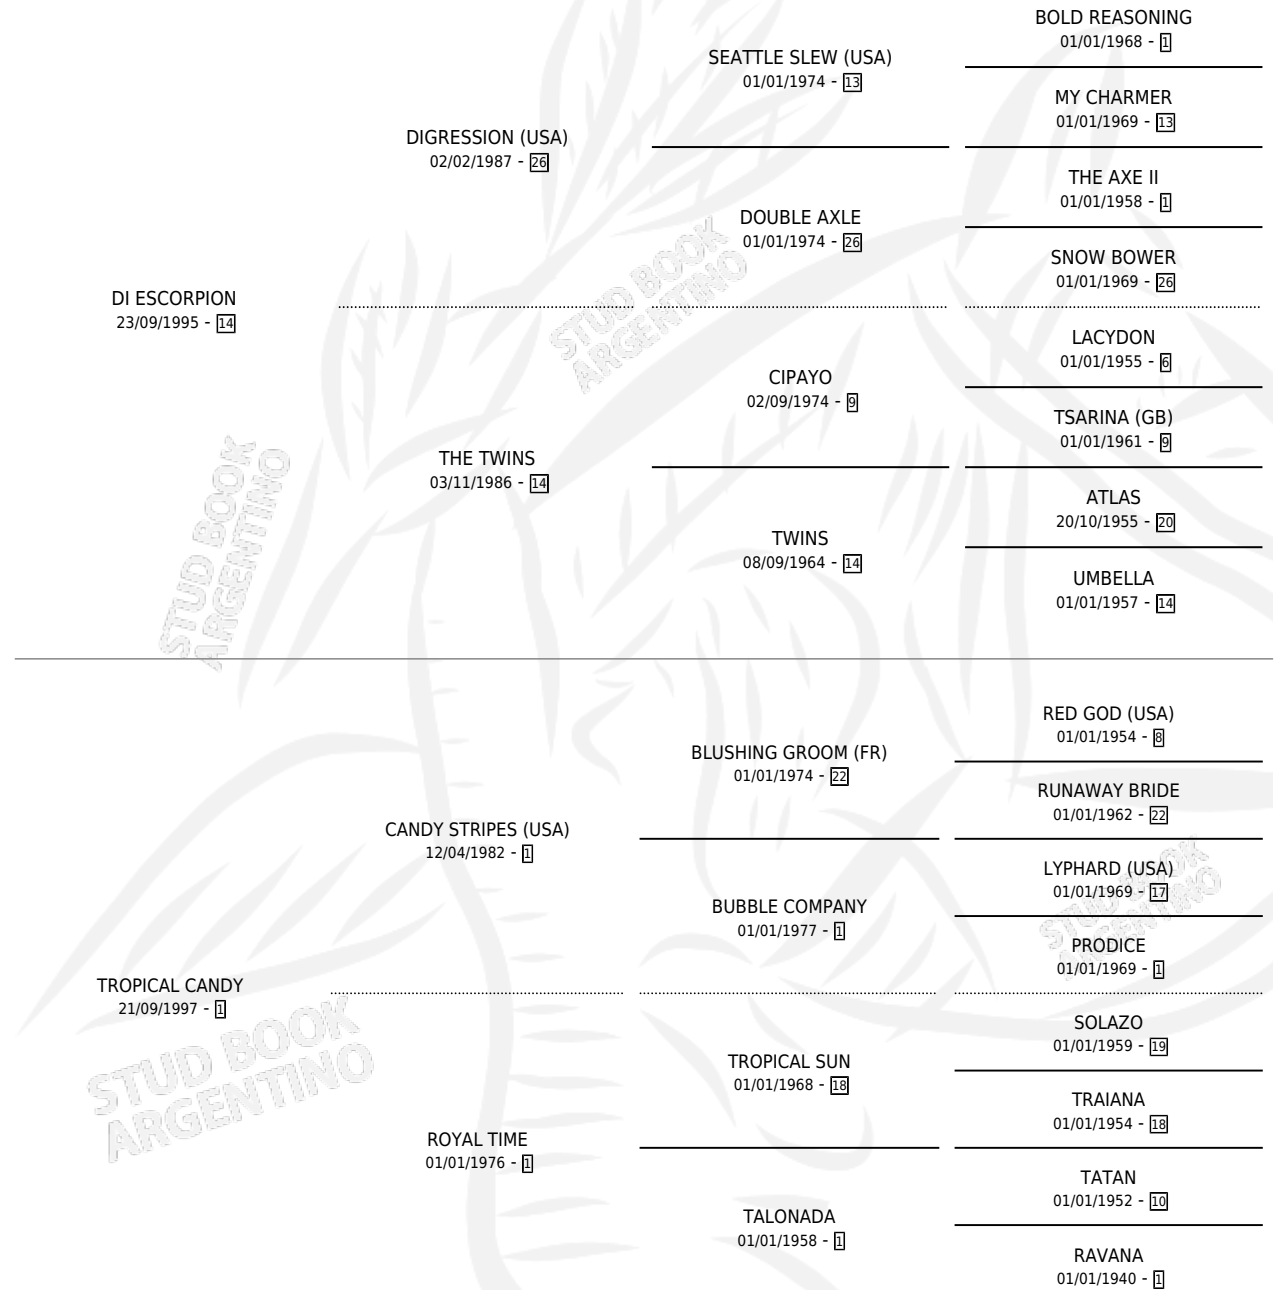 BOLD REASONING
01/01/1968 - 1
SEATTLE SLEW (USA)
01/01/1974 - 13
MY CHARMER
01/01/1969 - 13
DIGRESSION (USA)
02/02/1987 - 26
THE AXE II
01/01/1958 - 1
DOUBLE AXLE
01/01/1974 - 26
SNOW BOWER
01/01/1969 - 26
DI ESCORPION
23/09/1995 - 14
LACYDON
01/01/1955 - 6
CIPAYO
02/09/1974 - 9
TSARINA (GB)
01/01/1961 - 9
THE TWINS
03/11/1986 - 14
ATLAS
20/10/1955 - 20
TWINS
08/09/1964 - 14
UMBELLA
01/01/1957 - 14
STUD BOOK
ARGENTINO
STUD BOOK
ARGENTINO
RED GOD (USA)
01/01/1954 - 8
BLUSHING GROOM (FR)
01/01/1974 - 22
RUNAWAY BRIDE
01/01/1962 - 22
CANDY STRIPES (USA)
12/04/1982 - 1
LYPHARD (USA)
01/01/1969 - 17
BUBBLE COMPANY
01/01/1977 - 1
PRODICE
01/01/1969 - 1
TROPICAL CANDY
21/09/1997 - 1
SOLAZO
01/01/1959 - 19
TROPICAL SUN
01/01/1968 - 18
TRAIANA
01/01/1954 - 18
ROYAL TIME
01/01/1976 - 1
TATAN
01/01/1952 - 10
TALONADA
01/01/1958 - 1
RAVANA
01/01/1940 - 1
STUD BOOK
ARGENTINO
STUD BOOK
ARGENTINO